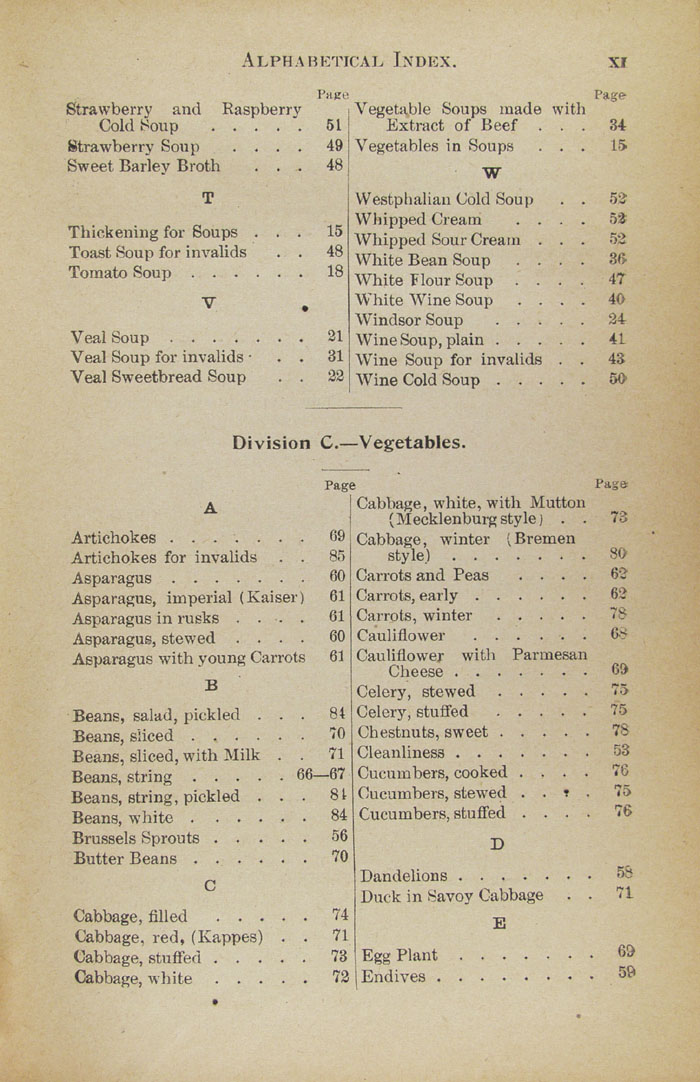 ALPHABETICAL INDEX. XI
Page
Strawberry and Raspberry
Cold Soup . . . . . 51
Strawberry Soup . . . . 49
Sweet Barley Broth . . . 48
T
Thickening for Soups . . . 15
Toast Soup for invalids . . 48
Tomato Soup . . . . . . 18
V
Veal Soup . . . . . . . 21
Veal Soup for invalids . . 31
Veal Sweetbread Soup . . 22
Page
Vegetable Soups made with
Extract of Beef . . . 34
Vegetables in Soups . . . 15
W
Westphalian Cold Soup . . 52
Whipped Cream . . . . 52
Whipped Sour Cream . . . 52
White Bean Soup . . . . 36
White Flour Soup . . . . 47
White Wine Soup . . . . 40
Windsor Soup . . . . . 24
Wine Soup, plain . . . . . 41
Wine Soup for invalids . . 43
Wine Cold Soup . . . . . 50
Division C.—Vegetables.
Page
A
Artichokes . . . . . . . 69
Artichokes for invalids . . 85
Asparagus . . . . . . . 60
Asparagus, imperial (Kaiser) 61
Asparagus in rusks . . . . 61
Asparagus, stewed . . . . 60
Asparagus with young Carrots 61
B
Beans, salad, pickled . . . 84
Beans, sliced . . . . . . 70
Beans, sliced, with Milk . . 71
Beans, string . . . . . 66—67
Beans, string, pickled . . . 84
Beans, white . . . . . . 84
Brussels Sprouts . . . . . 56
Butter Beans . . . . . . 70
C
Cabbage, filled . . . . . 74
Cabbage, red, (Kappes) . . 71
Cabbage, stuffed . . . . . 73
Cabbage, white . . . . . 72
Page
Cabbage, white, with Mutton
(Mecklenburg style) . . 73
Cabbage, winter (Bremen
style) . . . . . . . 80
Carrots and Peas . . . . 62
Carrots, early . . . . . . 62
Carrots, winter . . . . . 78
Cauliflower . . . . . . 68
Cauliflower with Parmesan
Cheese . . . . . . . 69
Celery, stewed . . . . . 75
Celery, stuffed . . . . . 75
Chestnuts, sweet . . . . . 78
Cleanliness . . . . . . . 53
Cucumbers, cooked . . . . 76
Cucumbers, stewed . . . . 75
Cucumbers, stuffed . . . . 76
D
Dandelions . . . . . . . 58
Duck in Savoy Cabbage . . 71
E
Egg Plant . . . . . . . 69
Endives . . . . . . . . 59